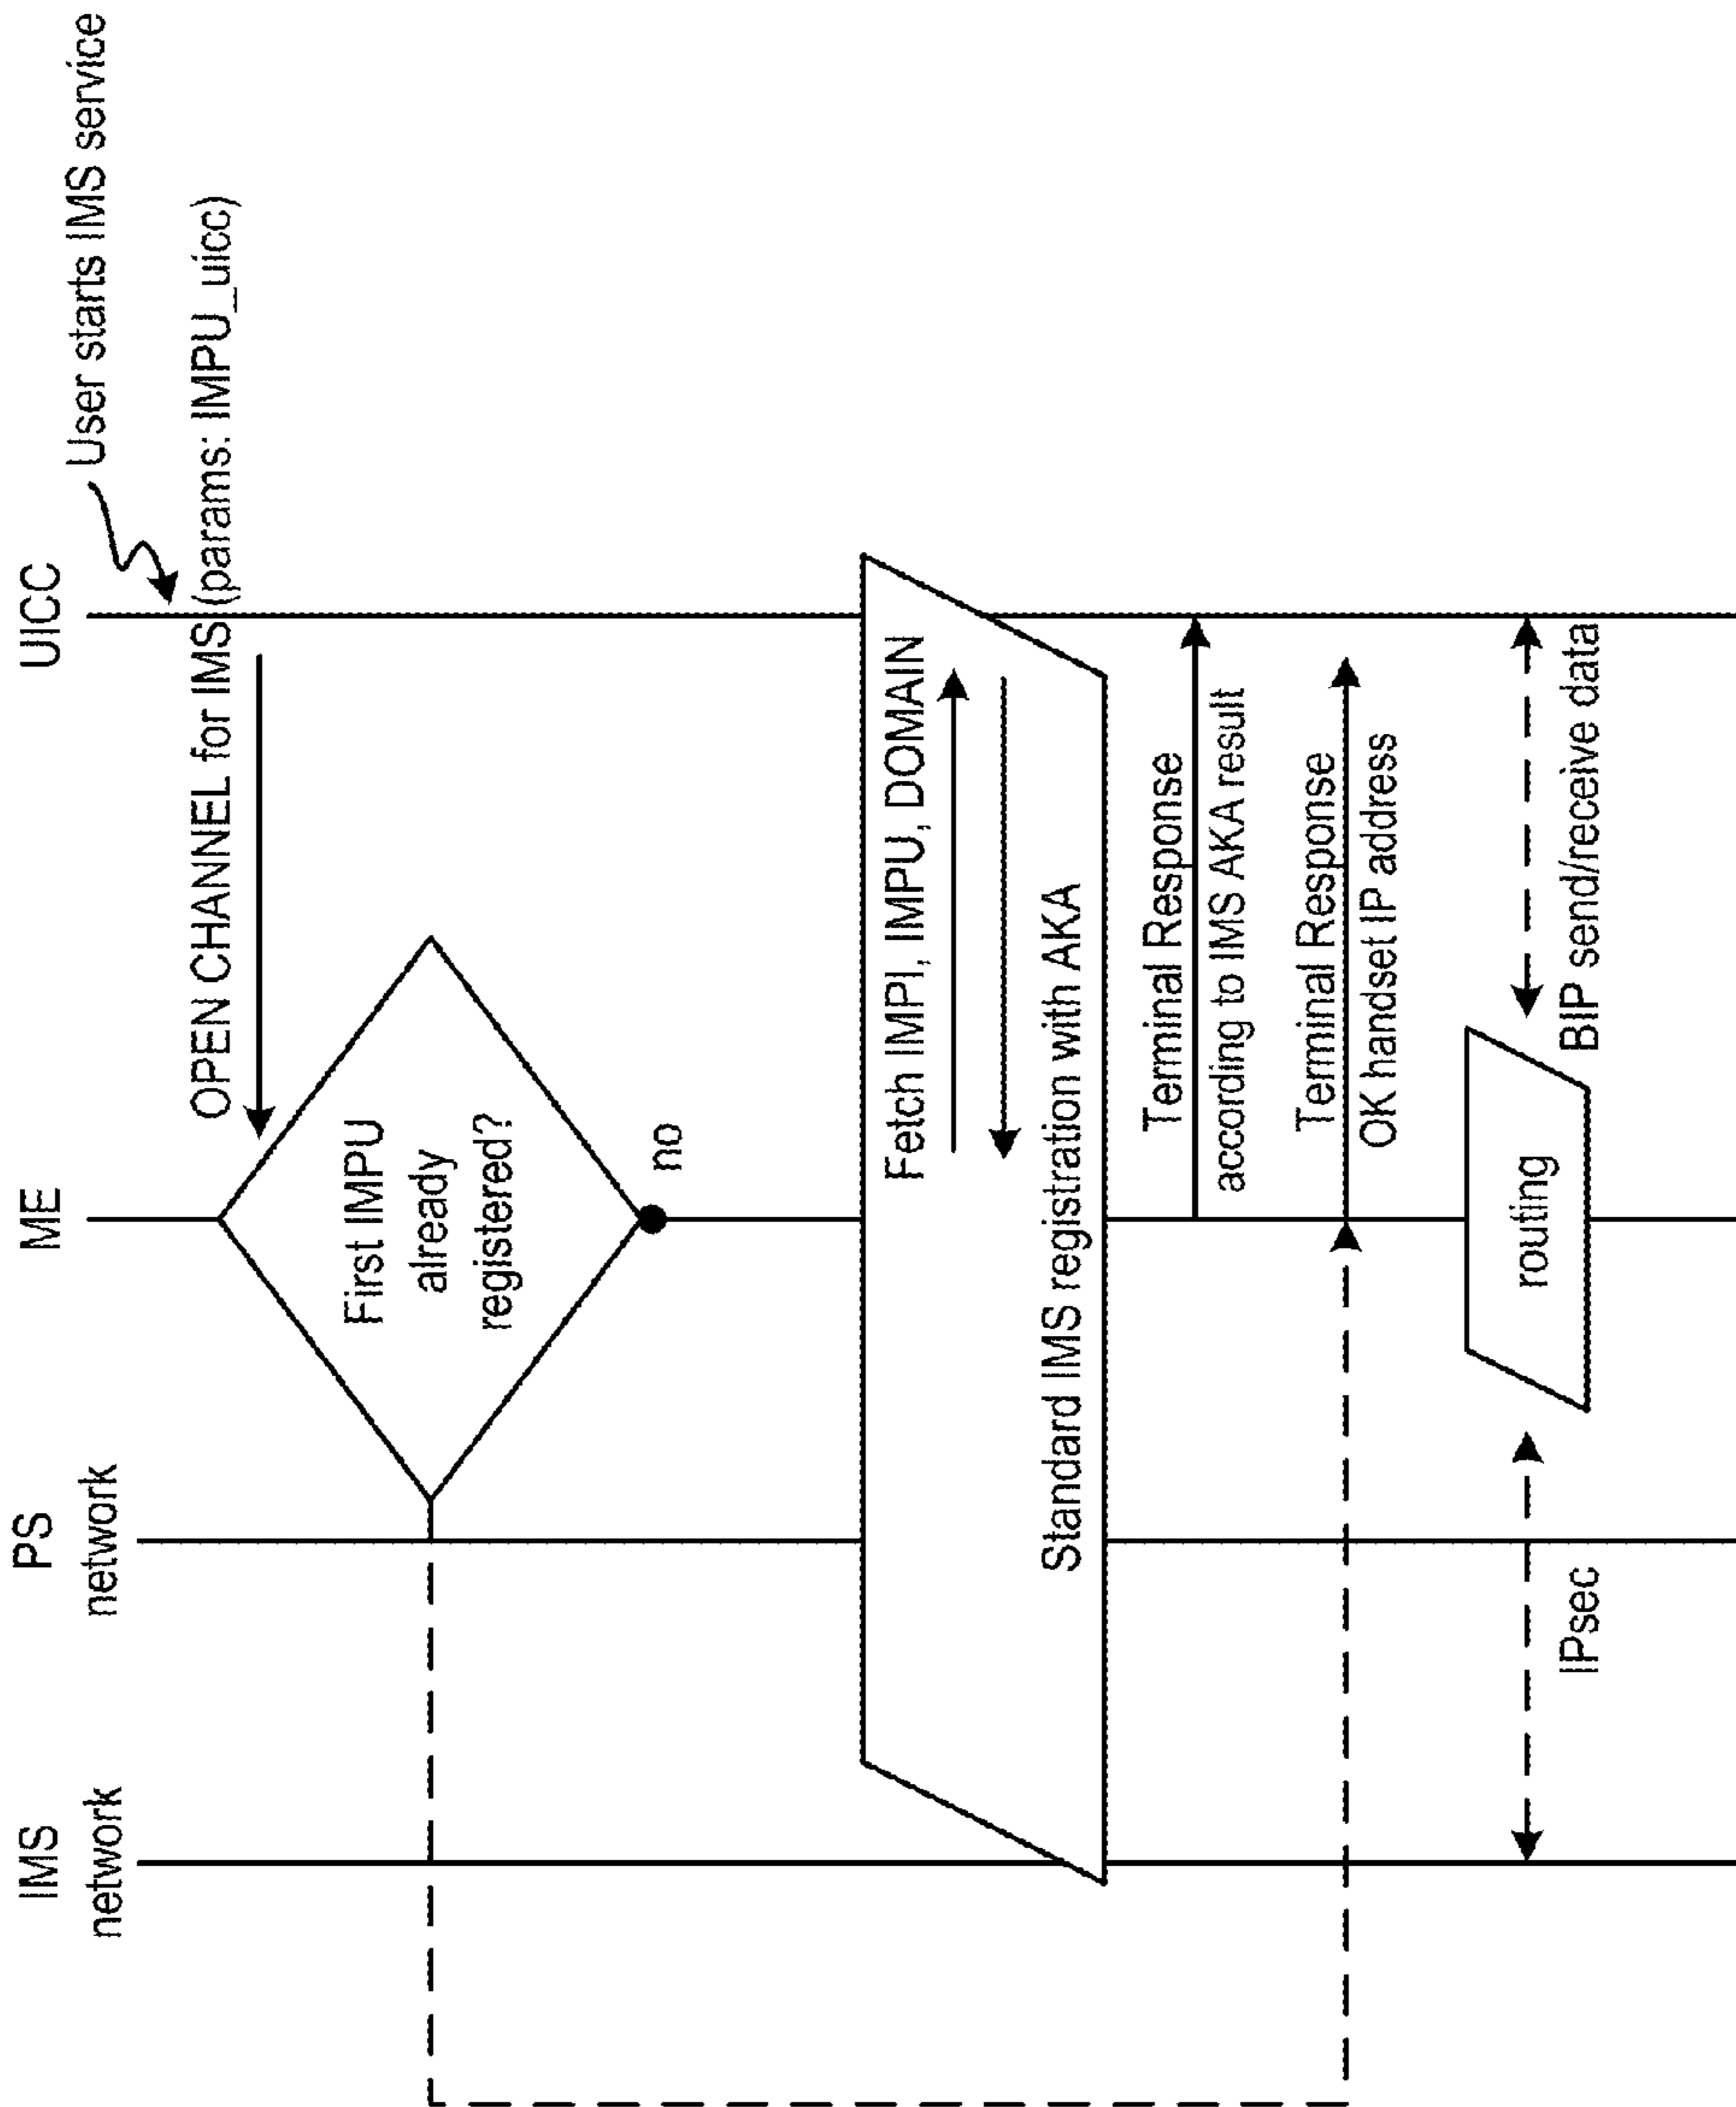 IMS
network
PS
network
ME
UICC
User starts IMS service
OPEN CHANNEL for IMS (params: IMPU_uicc)
First IMPU
already
registered?
no
Fetch IMPI, IMPU, DOMAIN
Standard IMS registration with AKA
Terminal Response
according to IMS AKA result
Terminal Response
OK handset IP address
routing
IPsec
BIP send/receive data